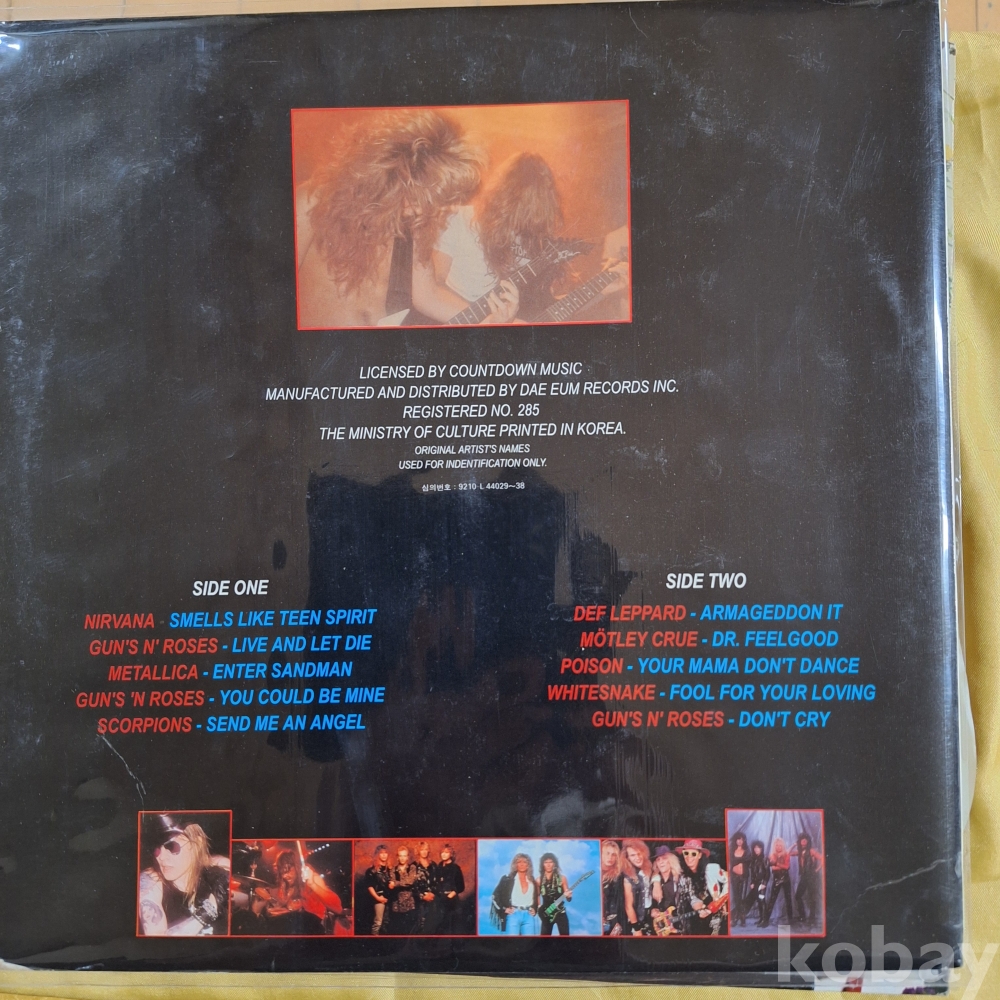 LICENSED BY COUNTDOWN MUSIC
MANUFACTURED AND DISTRIBUTED BY DAE EUM RECORDS INC.
REGISTERED NO. 285
THE MINISTRY OF CULTURE PRINTED IN KOREA.
ORIGINAL ARTIST'S NAMES
USED FOR INDENTIFICATION ONLY.
심의번호 : 9210-L 44029~38
SIDE ONE
NIRVANA - SMELLS LIKE TEEN SPIRIT
GUN'S N' ROSES - LIVE AND LET DIE
METALLICA - ENTER SANDMAN
GUN'S 'N ROSES - YOU COULD BE MINE
SCORPIONS - SEND ME AN ANGEL
SIDE TWO
DEF LEPPARD - ARMAGEDDON IT
MÖTLEY CRUE - DR. FEELGOOD
POISON - YOUR MAMA DON'T DANCE
WHITESNAKE - FOOL FOR YOUR LOVING
GUN'S N' ROSES - DON'T CRY
kobay